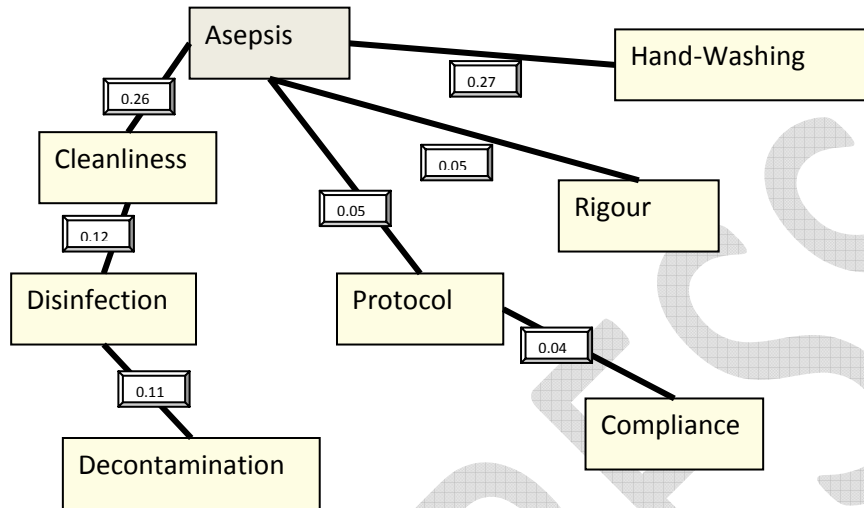 Asepsis
Hand-Washing
0.27
0.26
Cleanliness
0.05
Rigour
0.05
0.12
Disinfection
Protocol
0.04
0.11
Compliance
Decontamination